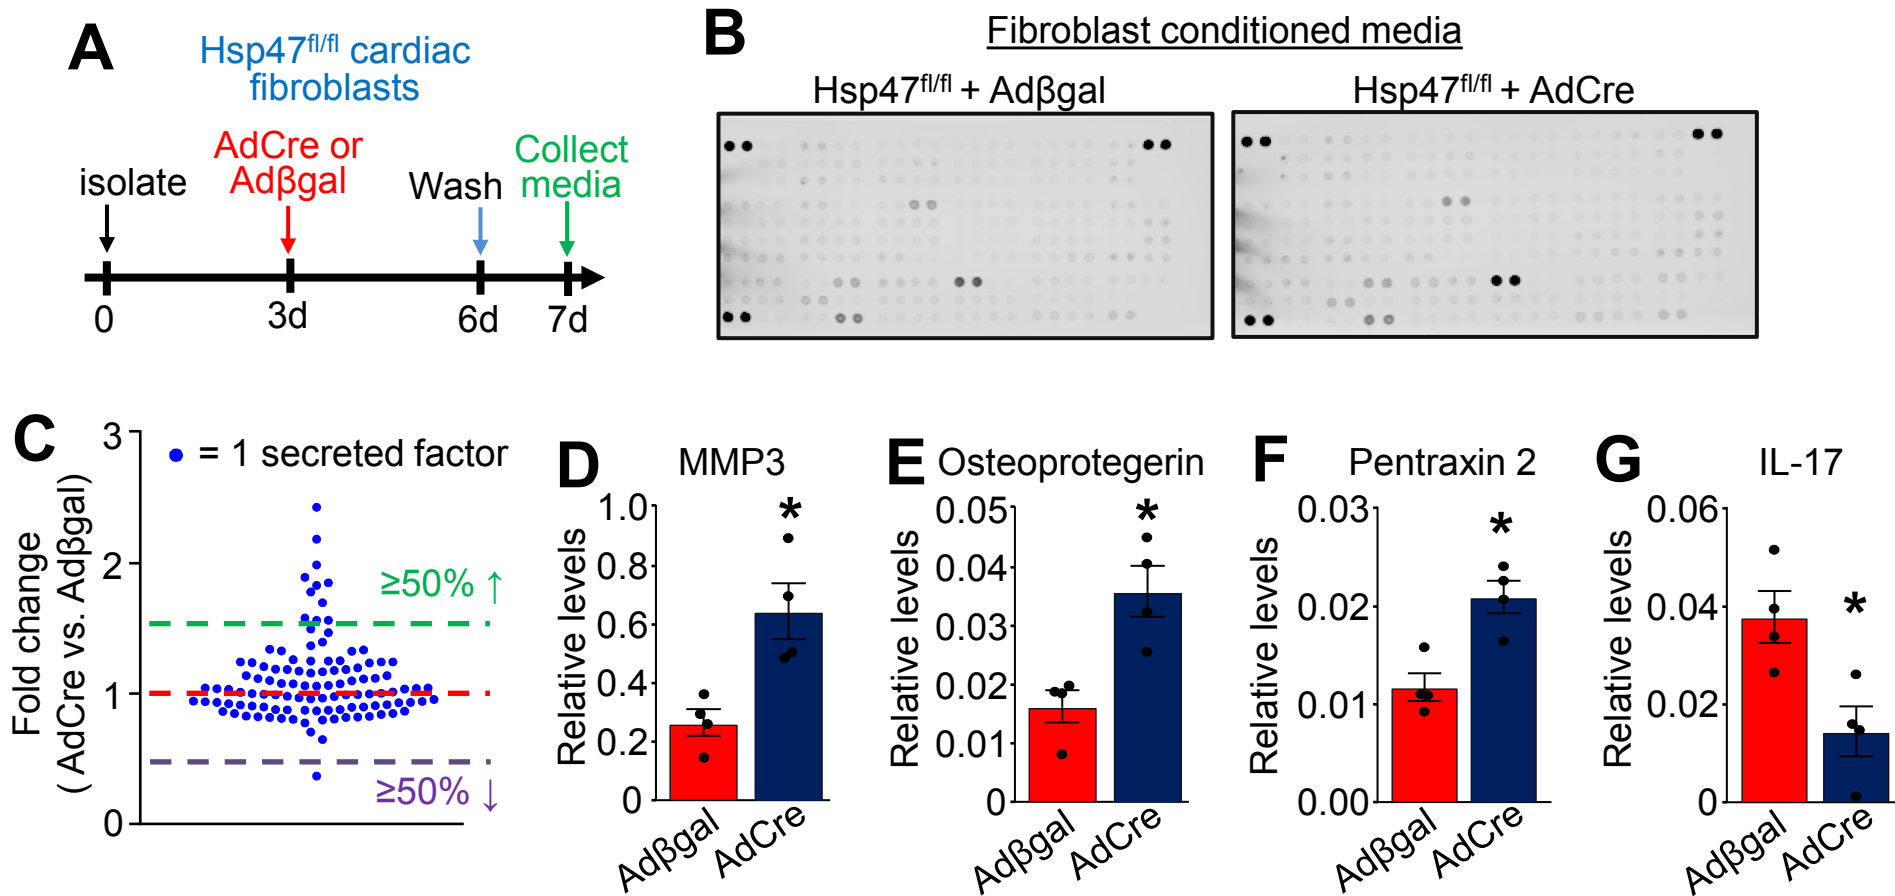 A
Hsp47fl/fl cardiac
fibroblasts
isolate
AdCre or
Adβgal
Wash
Collect
media
0
3d
6d
7d
B
Fibroblast conditioned media
Hsp47fl/fl + Adβgal
Hsp47fl/fl + AdCre
C
Fold change
( AdCre vs. Adβgal)
3
2
1
0
= 1 secreted factor
≥50% ↑
≥50% ↓
D
MMP3
Relative levels
1.0
0.8
0.6
0.4
0.2
0
*
Adβgal
AdCre
E
Osteoprotegerin
Relative levels
0.05
0.04
0.03
0.02
0.01
0
*
Adβgal
AdCre
F
Pentraxin 2
Relative levels
0.03
0.02
0.01
0.00
*
Adβgal
AdCre
G
IL-17
Relative levels
0.06
0.04
0.02
0
*
Adβgal
AdCre